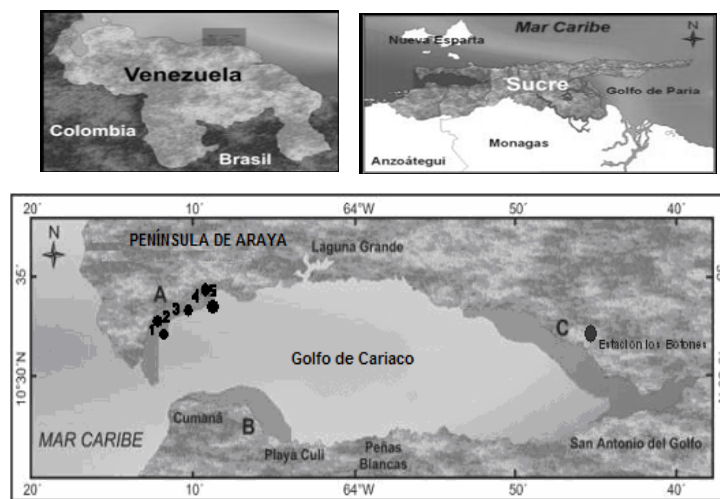 Venezuela
Colombia
Brasil
Mar Caribe
N
Nueva Esparta
Sucre
Golfo de Paria
Monagas
Anzoátegui
20´ 10´ 64°W 50´ 40´
N
PENÍNSULA DE ARAYA
Laguna Grande
35´
A
1 2 3 4 5
C
Estación los Botones
Golfo de Cariaco
10°30´N
Cumaná
B
MAR CARIBE
Playa Culí
Peñas
Blancas
San Antonio del Golfo
20´ 10´ 64°W 50´ 40´